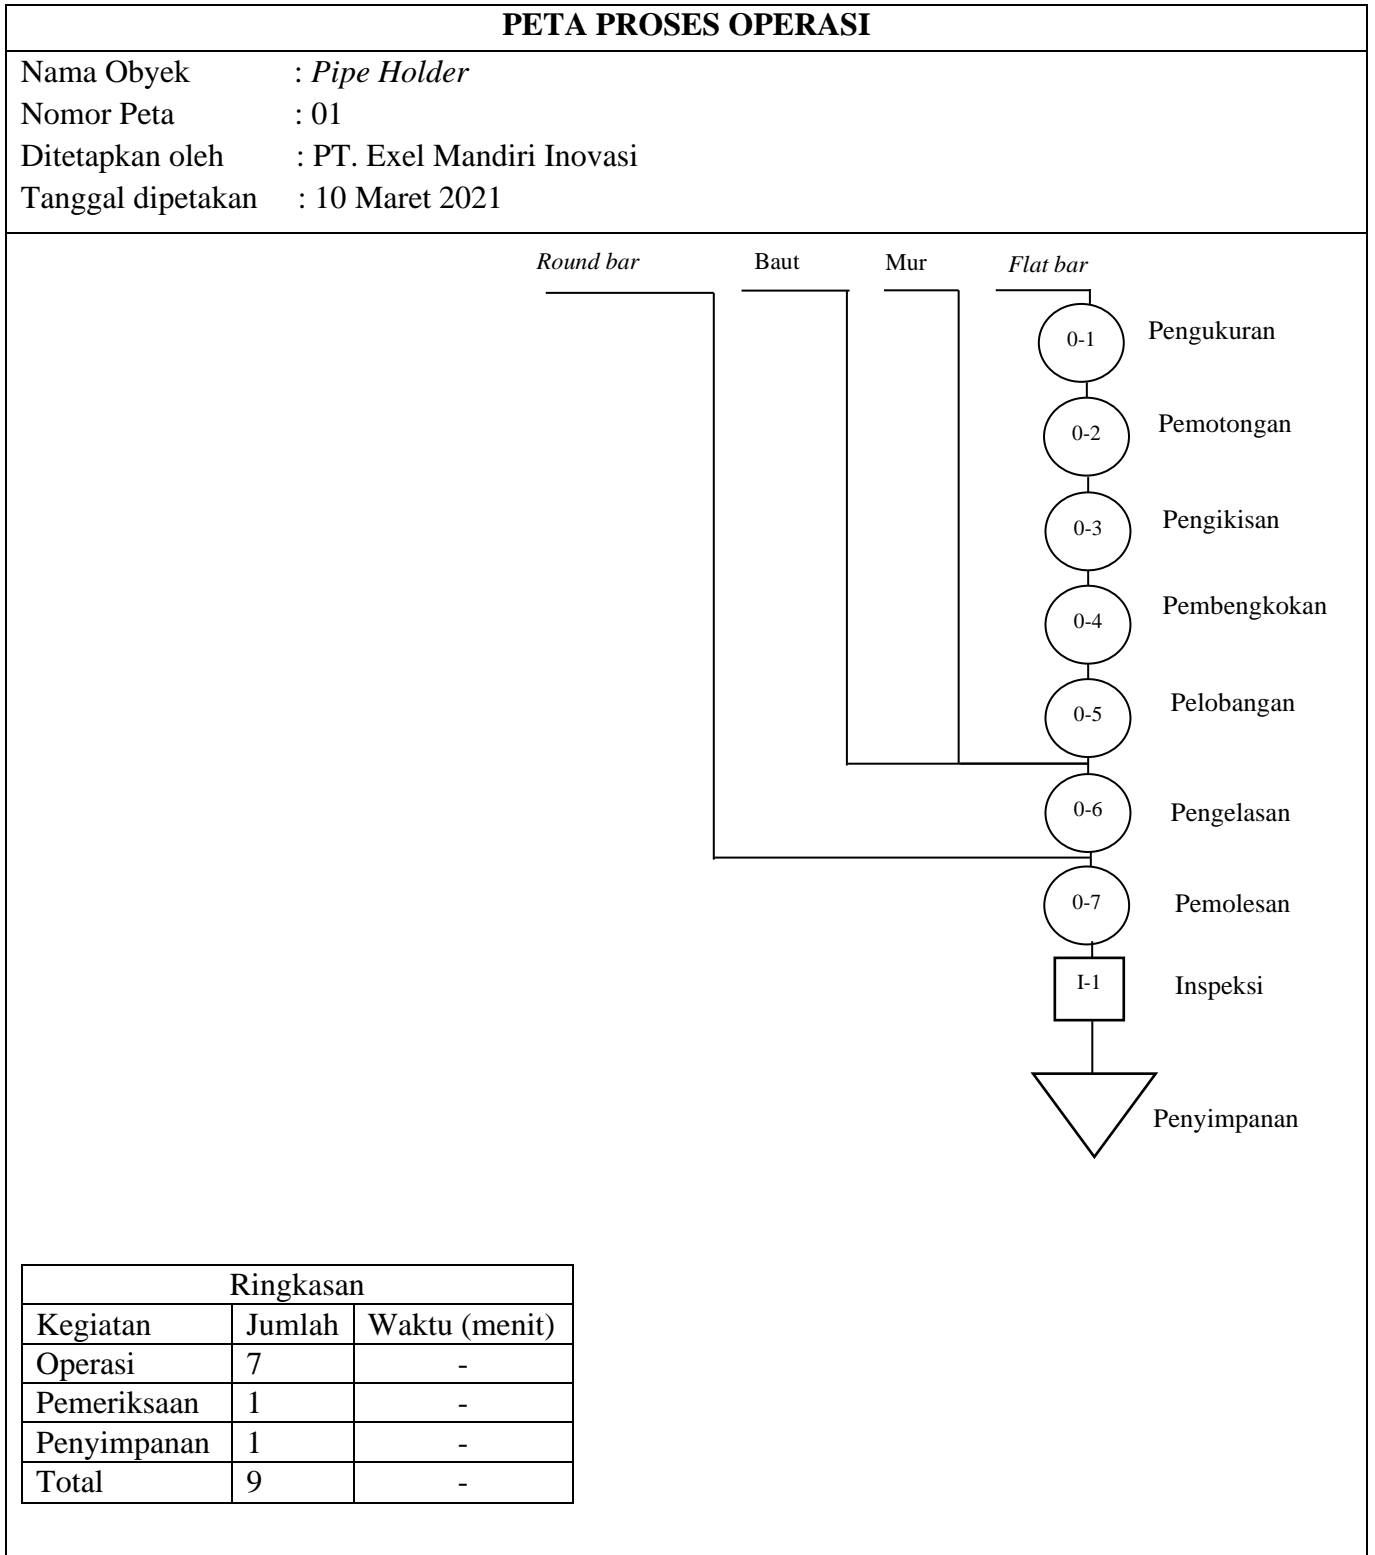 PETA PROSES OPERASI
Nama Obyek : Pipe Holder
Nomor Peta : 01
Ditetapkan oleh : PT. Exel Mandiri Inovasi
Tanggal dipetakan : 10 Maret 2021
Round bar Baut Mur Flat bar
0-1 Pengukuran
0-2 Pemotongan
0-3 Pengikisan
0-4 Pembengkokan
0-5 Pelobangan
0-6 Pengelasan
0-7 Pemolesan
I-1 Inspeksi
Penyimpanan
Ringkasan
Kegiatan Jumlah Waktu (menit)
Operasi 7 -
Pemeriksaan 1 -
Penyimpanan 1 -
Total 9 -